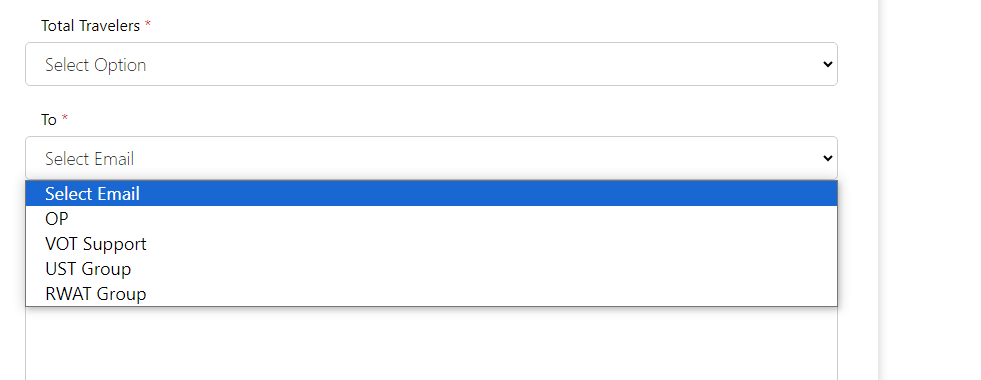 Total Travelers *
Select Option
To *
Select Email
Select Email
OP
VOT Support
UST Group
RWAT Group